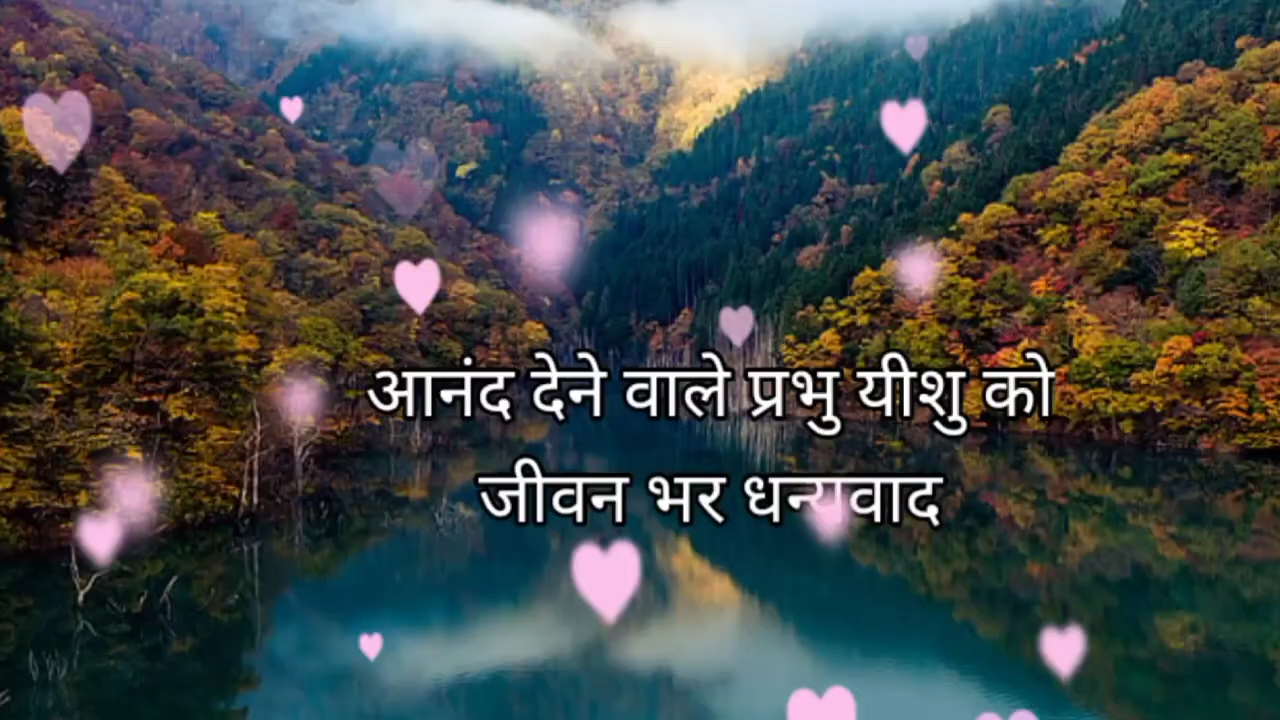 आनंद देने वाले प्रभु यीशु को
जीवन भर धन्यवाद